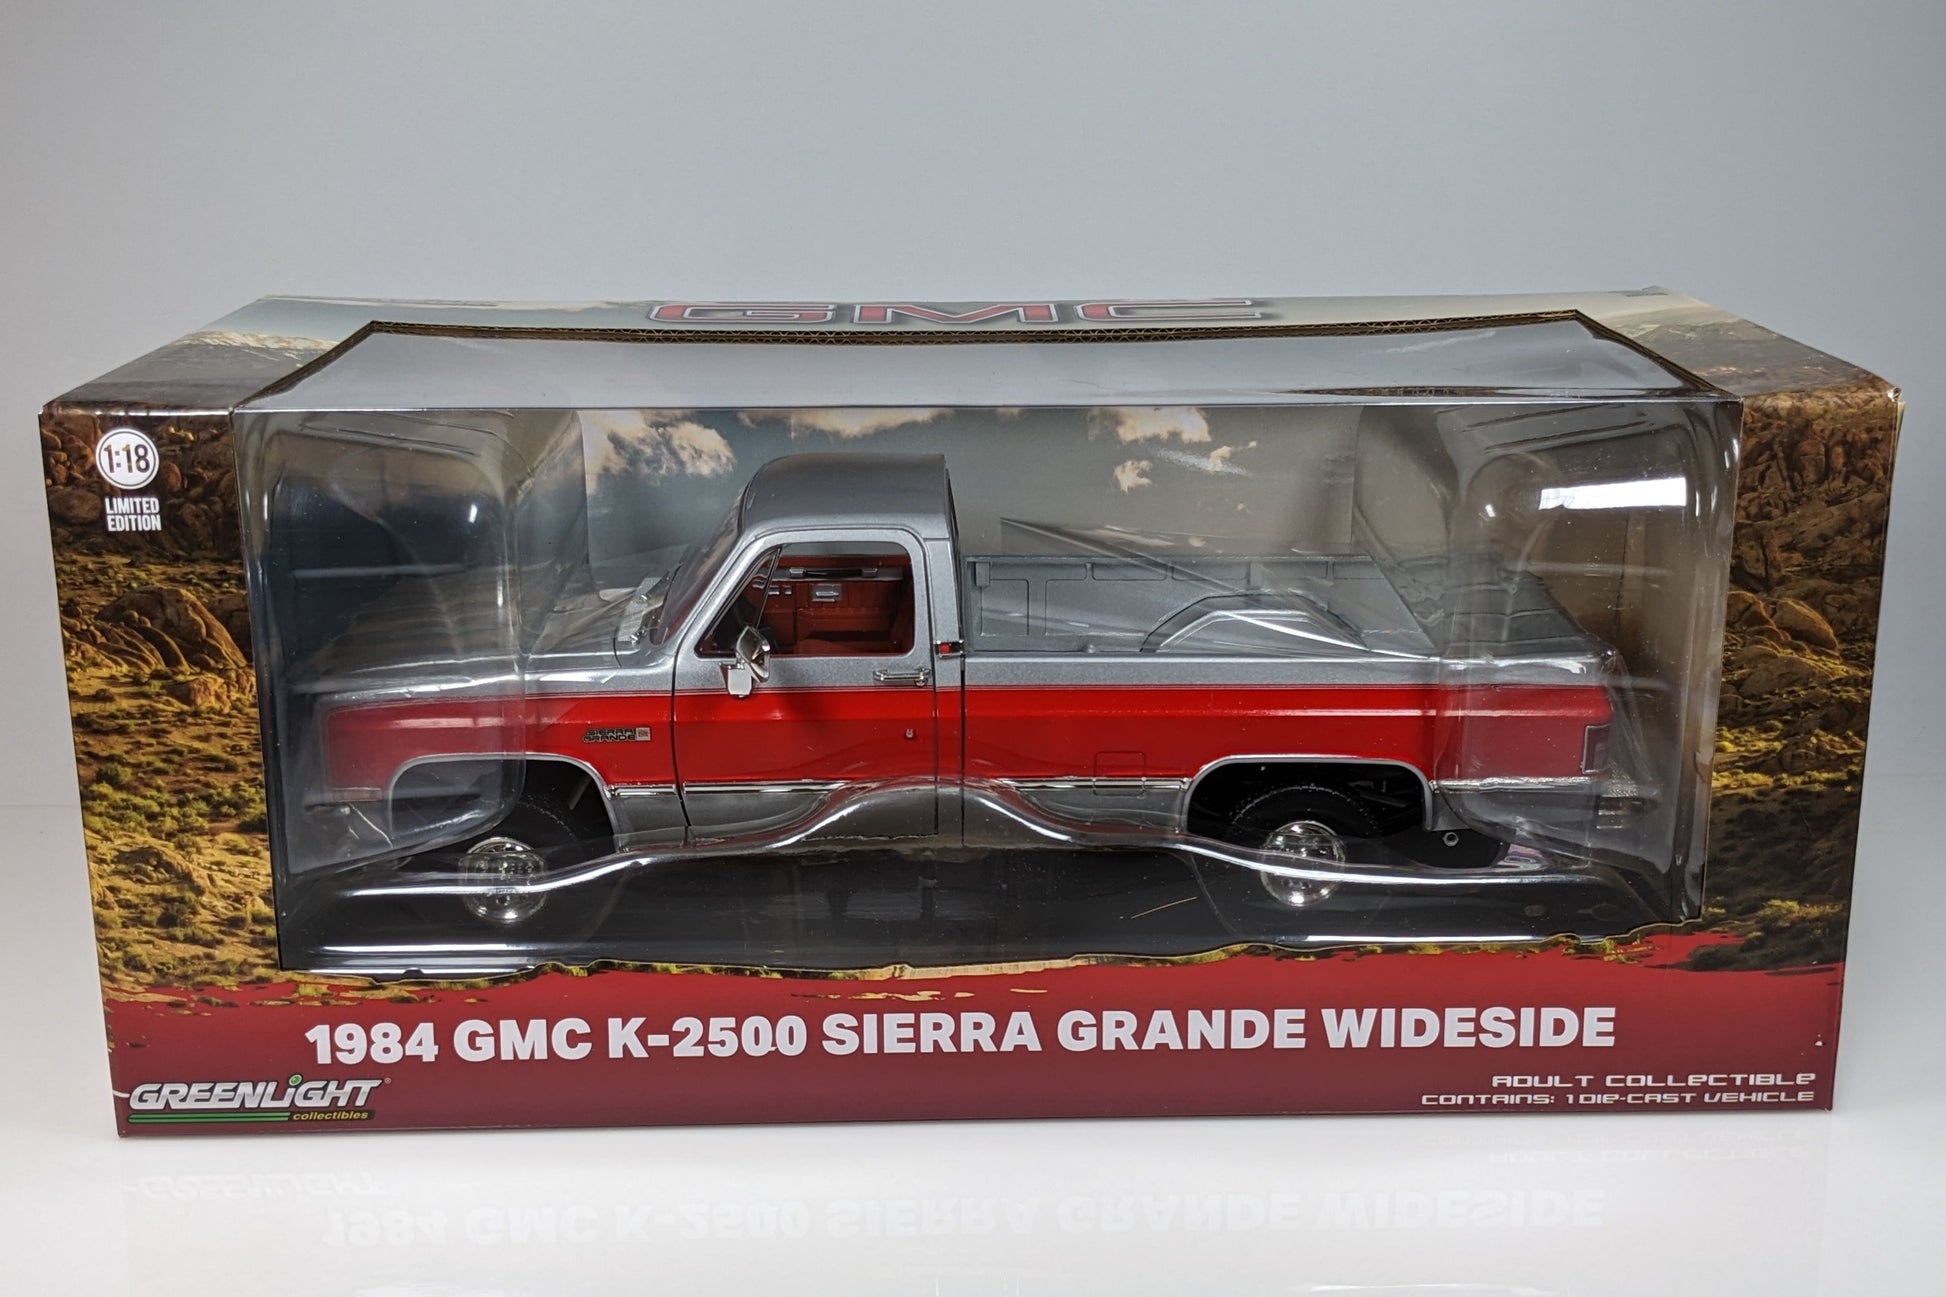 GMC
1:18
LIMITED
EDITION
SIERRA
GRANDE
1984 GMC K-2500 SIERRA GRANDE WIDESIDE
GREENLiGHT®
collectibles
ADULT COLLECTIBLE
CONTAINS: 1 DIE-CAST VEHICLE